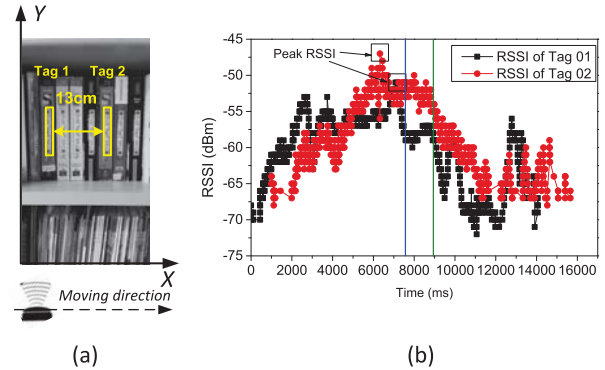 Y
Tag 1
Tag 2
13cm
X
Moving direction
(a)
-45
-50
-55
-60
-65
-70
-75
RSSI (dBm)
Peak RSSI
RSSI of Tag 01
RSSI of Tag 02
0 2000 4000 6000 8000 10000 12000 14000 16000
Time (ms)
(b)